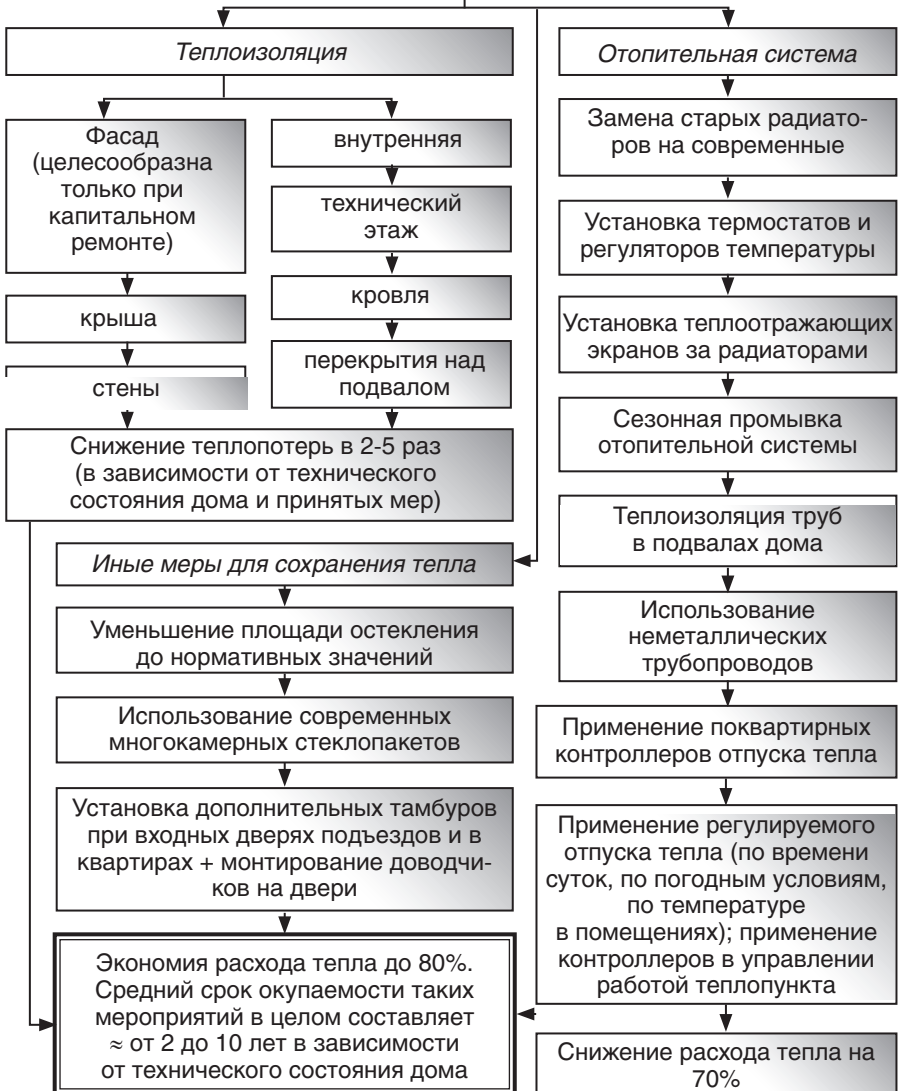 Теплоизоляция
Фасад
(целесообразна
только при
капитальном
ремонте)
крыша
стены
внутренняя
технический
этаж
кровля
перекрытия над
подвалом
Снижение теплопотерь в 2-5 раз
(в зависимости от технического
состояния дома и принятых мер)
Иные меры для сохранения тепла
Уменьшение площади остекления
до нормативных значений
Использование современных
многокамерных стеклопакетов
Установка дополнительных тамбуров
при входных дверях подъездов и в
квартирах + монтирование доводчи-
ков на двери
Экономия расхода тепла до 80%.
Средний срок окупаемости таких
мероприятий в целом составляет
≈ от 2 до 10 лет в зависимости
от технического состояния дома
Отопительная система
Замена старых радиато-
ров на современные
Установка термостатов и
регуляторов температуры
Установка теплоотражающих
экранов за радиаторами
Сезонная промывка
отопительной системы
Теплоизоляция труб
в подвалах дома
Использование
неметаллических
трубопроводов
Применение поквартирных
контроллеров отпуска тепла
Применение регулируемого
отпуска тепла (по времени
суток, по погодным условиям,
по температуре
в помещениях); применение
контроллеров в управлении
работой теплопункта
Снижение расхода тепла на
70%